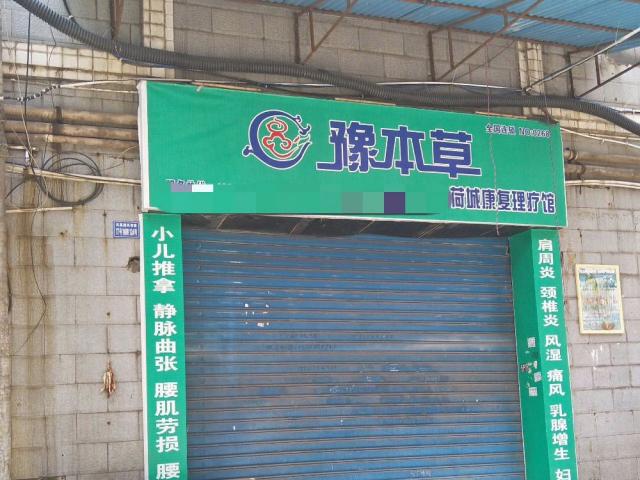 全国连锁 NO:0268
豫本草
荷城康复理疗馆
小儿推拿 静脉曲张 腰肌劳损 腰
肩周炎 颈椎炎 风湿 痛风 乳腺增生 妇